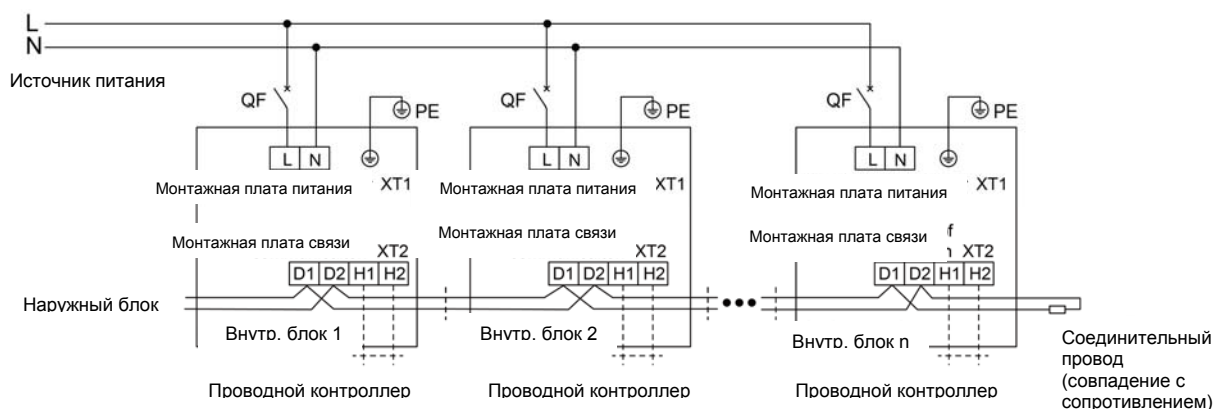 L
N
Источник питания
QF
PE
QF
PE
QF
PE
L N
L N
L N
Монтажная плата питания
XT1
Монтажная плата питания
XT1
Монтажная плата питания
XT1
Монтажная плата связи
XT2
Монтажная плата связи
XT2
Монтажная плата связи
XT2
D1 D2 H1 H2
D1 D2 H1 H2
D1 D2 H1 H2
Наружный блок
Внутр. блок 1
Внутр. блок 2
Внутр. блок n
Проводной контроллер
Проводной контроллер
Проводной контроллер
Соединительный
провод
(совпадение с
сопротивлением)